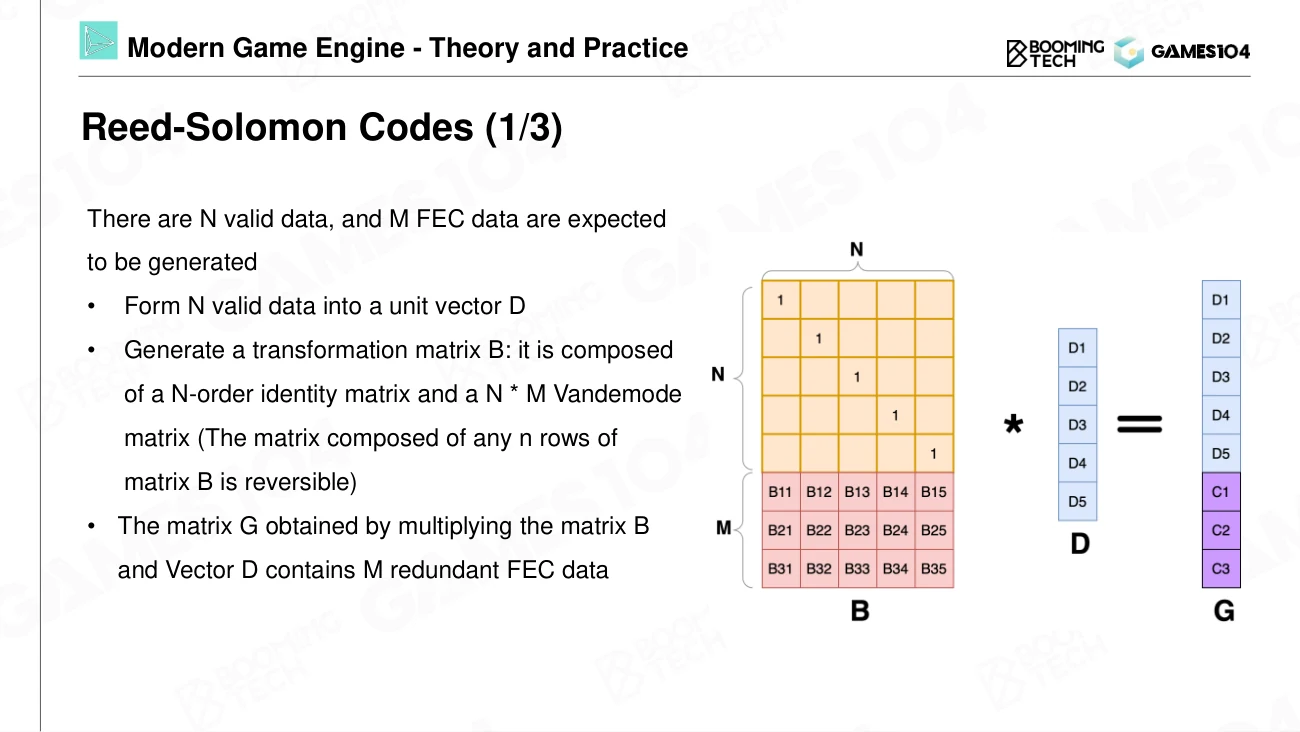 Modern Game Engine - Theory and Practice
BOOMING
TECH
GAMES104
Reed-Solomon Codes (1/3)
There are N valid data, and M FEC data are expected
to be generated
• Form N valid data into a unit vector D
• Generate a transformation matrix B: it is composed
of a N-order identity matrix and a N * M Vandemode
matrix (The matrix composed of any n rows of
matrix B is reversible)
• The matrix G obtained by multiplying the matrix B
and Vector D contains M redundant FEC data
N
N
M
1
1
1
1
1
B11 B12 B13 B14 B15
B21 B22 B23 B24 B25
B31 B32 B33 B34 B35
B
*
D1
D2
D3
D4
D5
D
=
D1
D2
D3
D4
D5
C1
C2
C3
G